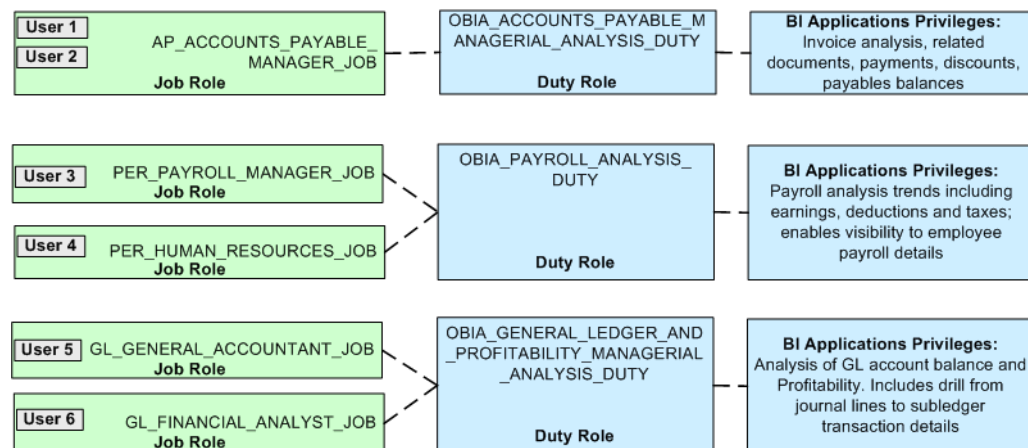 User 1
User 2
AP_ACCOUNTS_PAYABLE_
MANAGER_JOB
Job Role
OBIA_ACCOUNTS_PAYABLE_M
ANAGERIAL_ANALYSIS_DUTY
Duty Role
BI Applications Privileges:
Invoice analysis, related
documents, payments, discounts,
payables balances
User 3
PER_PAYROLL_MANAGER_JOB
Job Role
User 4
PER_HUMAN_RESOURCES_JOB
Job Role
OBIA_PAYROLL_ANALYSIS_
DUTY
Duty Role
BI Applications Privileges:
Payroll analysis trends including
earnings, deductions and taxes;
enables visibility to employee
payroll details
User 5
GL_GENERAL_ACCOUNTANT_JOB
Job Role
User 6
GL_FINANCIAL_ANALYST_JOB
Job Role
OBIA_GENERAL_LEDGER_AND
_PROFITABILITY_MANAGERIAL
_ANALYSIS_DUTY
Duty Role
BI Applications Privileges:
Analysis of GL account balance and
Profitability. Includes drill from
journal lines to subledger
transaction details